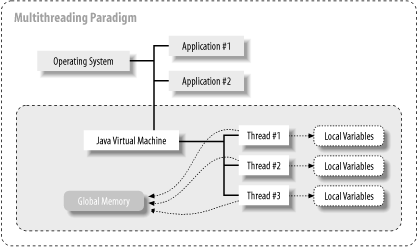 Multithreading Paradigm
Application #1
Operating System
Application #2
Java Virtual Machine
Thread #1
Local Variables
Thread #2
Local Variables
Global Memory
Thread #3
Local Variables